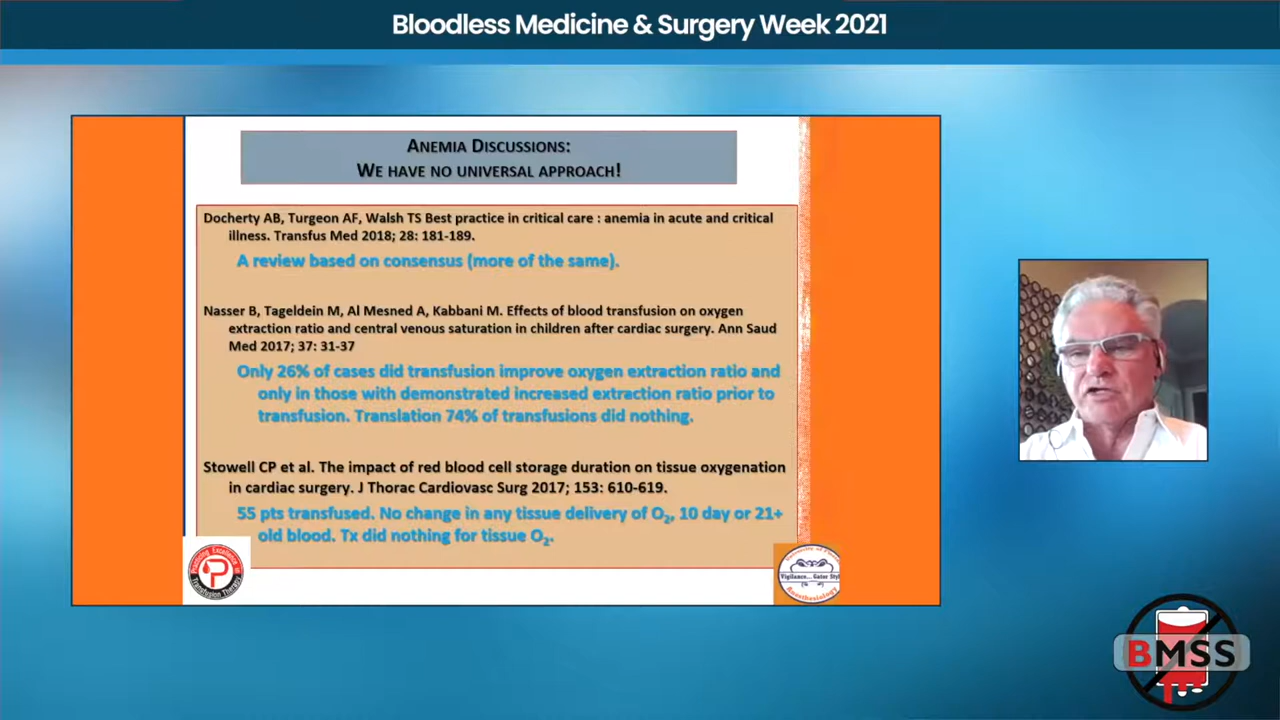 Bloodless Medicine & Surgery Week 2021
ANEMIA DISCUSSIONS:
WE HAVE NO UNIVERSAL APPROACH!
Docherty AB, Turgeon AF, Walsh TS Best practice in critical care : anemia in acute and critical
illness. Transfus Med 2018; 28: 181-189.
A review based on consensus (more of the same).
Nasser B, Tageldein M, Al Mesned A, Kabbani M. Effects of blood transfusion on oxygen
extraction ratio and central venous saturation in children after cardiac surgery. Ann Saud
Med 2017; 37: 31-37
Only 26% of cases did transfusion improve oxygen extraction ratio and
only in those with demonstrated increased extraction ratio prior to
transfusion. Translation 74% of transfusions did nothing.
Stowell CP et al. The impact of red blood cell storage duration on tissue oxygenation
in cardiac surgery. J Thorac Cardiovasc Surg 2017; 153: 610-619.
55 pts transfused. No change in any tissue delivery of O₂, 10 day or 21+
old blood. Tx did nothing for tissue O₂.
Transfusion Therapy
Vigilance... Gator Styl
Anesthesiology
BMSS